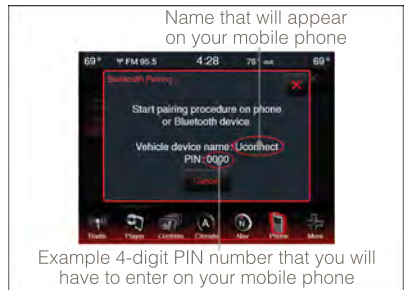 Name that will appear
on your mobile phone
69° FM 95.5 4:28 76° out 69°
Bluetooth Pairing
Start pairing procedure on phone
or Bluetooth device
Vehicle device name: Uconnect
PIN: 0000
Cancel
Radio Player Controls Climate Nav Phone More
Example 4-digit PIN number that you will
have to enter on your mobile phone